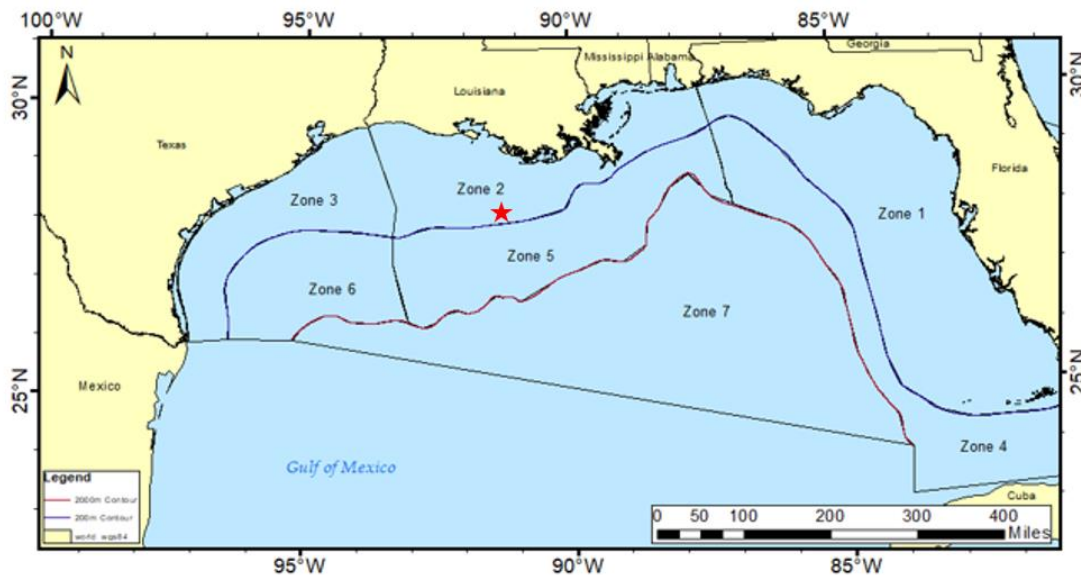 100°W 95°W 90°W 85°W
N
Georgia
Mississippi Alabama
30°N 30°N
Louisiana
Texas
Florida
Zone 2
Zone 3
Zone 1
Zone 5
Zone 6
Zone 7
Mexico
25°N 25°N
Zone 4
Gulf of Mexico
Legend
2000m Contour
200m Contour
world_wgs84
Cuba
0 50 100 200 300 400
Miles
95°W 90°W 85°W